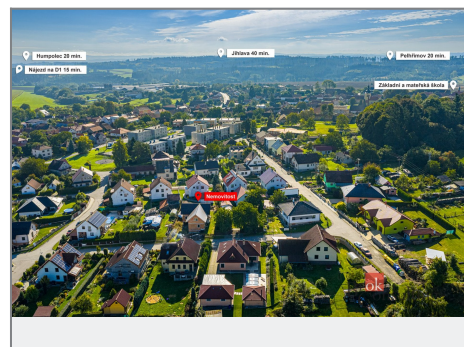 Humpolec 20 min.
Jihlava 40 min.
Pelhřimov 20 min.
Nájezd na D1 15 min.
Základní a mateřská škola
Nemovitost
ok